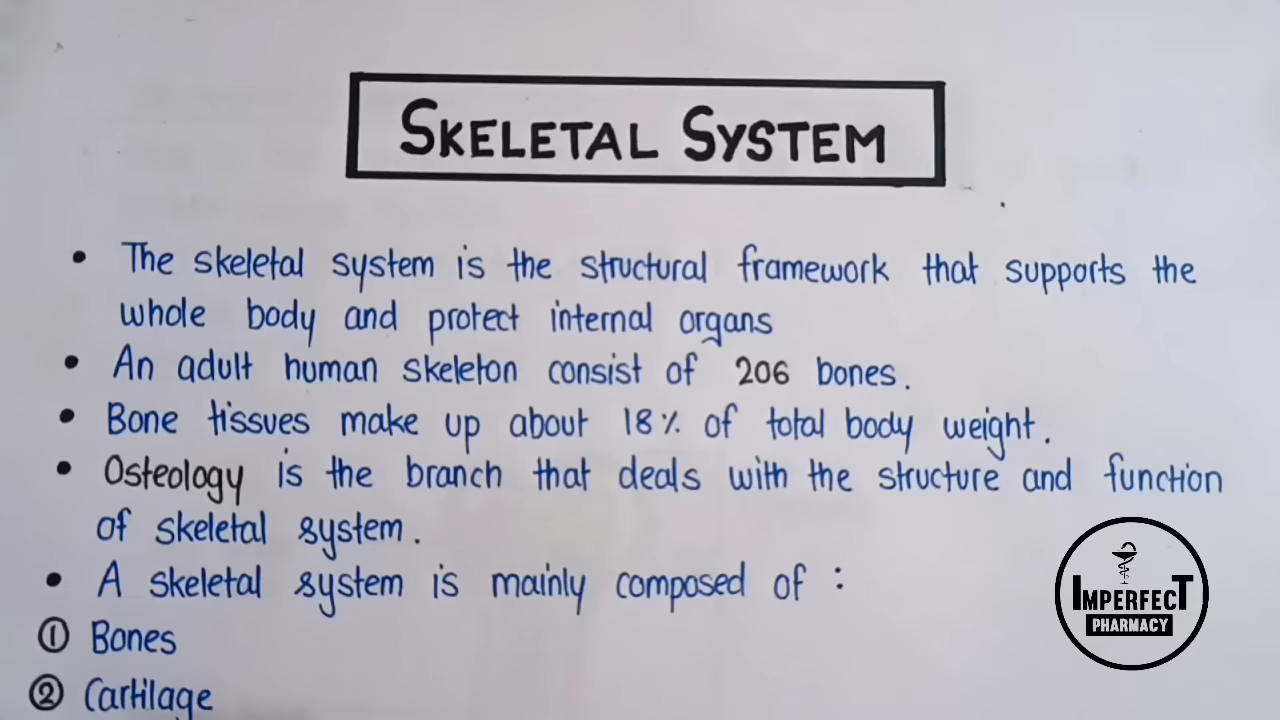 SKELETAL SYSTEM
• The skeletal system is the structural framework that supports the
whole body and protect internal organs
• An adult human skeleton consist of 206 bones.
• Bone tissues make up about 18% of total body weight.
• Osteology is the branch that deals with the structure and function
of skeletal system.
• A skeletal system is mainly composed of :
① Bones
② Cartilage
IMPERFECT
PHARMACY